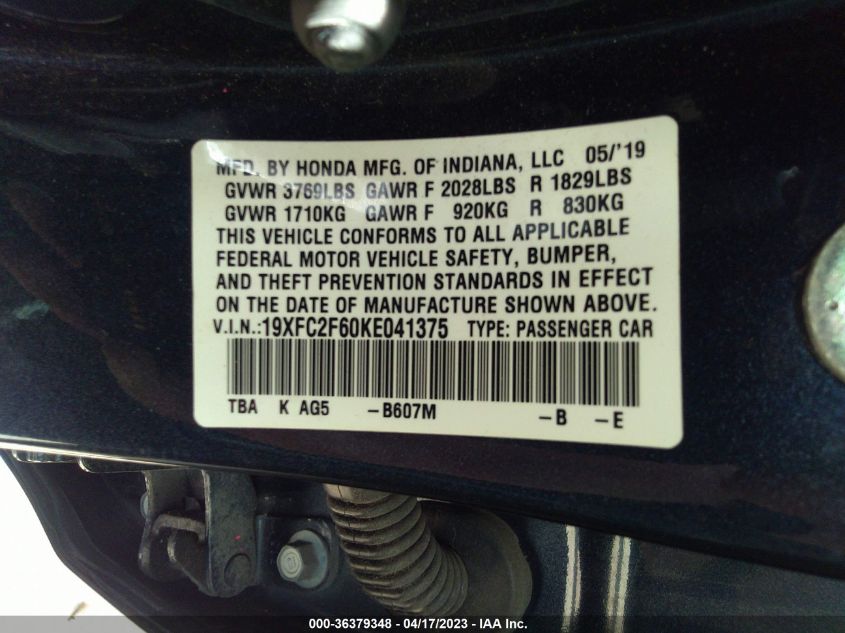 MFD. BY HONDA MFG. OF INDIANA, LLC 05/'19
GVWR 3769LBS GAWR F 2028LBS R 1829LBS
GVWR 1710KG GAWR F 920KG R 830KG
THIS VEHICLE CONFORMS TO ALL APPLICABLE
FEDERAL MOTOR VEHICLE SAFETY, BUMPER,
AND THEFT PREVENTION STANDARDS IN EFFECT
ON THE DATE OF MANUFACTURE SHOWN ABOVE.
V.I.N.:19XFC2F60KE041375 TYPE: PASSENGER CAR
TBA K AG5 -B607M -B -E
000-36379348 - 04/17/2023 - IAA Inc.